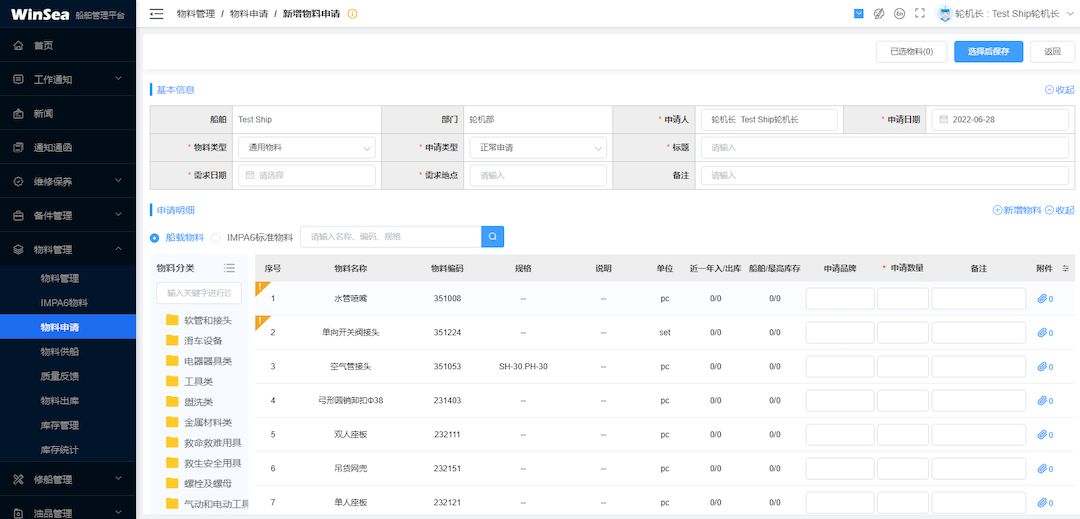 WinSea 船舶管理平台
物料管理 / 物料申请 / 新增物料申请
En
轮机长 : Test Ship轮机长
首页
工作通知
新闻
通知通函
维修保养
备件管理
物料管理
物料管理
IMPA6物料
物料申请
物料供船
质量反馈
物料出库
库存管理
库存统计
修船管理
油品管理
已选物料(0) 选择后保存 返回
基本信息 收起
船舶 Test Ship 部门 轮机部 * 申请人 轮机长 Test Ship轮机长 * 申请日期 2022-06-28
* 物料类型 通用物料 * 申请类型 正常申请 * 标题 请输入
* 需求日期 请选择 * 需求地点 请输入 备注 请输入
申请明细 新增物料 收起
船载物料 IMPA6标准物料 请输入名称、编码、规格
物料分类
输入关键字进行过
软管和接头
滑车设备
电器器具类
工具类
盥洗类
金属材料类
救命救难用具
救生安全用具
螺栓及螺母
气动和电动工具
序号 物料名称 物料编码 规格 说明 单位 近一年入/出库 船舶/最高库存 申请品牌 * 申请数量 备注 附件
1 水管喷嘴 351008 -- -- pc 0/0 0/0 0
2 单向开关阀接头 351224 -- -- set 0/0 0/0 0
3 空气管接头 351053 SH-30.PH-30 -- pc 0/0 0/0 0
4 弓形圆销卸扣Φ38 231403 -- -- pc 0/0 0/0 0
5 双人座板 232111 -- -- pc 0/0 0/0 0
6 吊货网兜 232151 -- -- pc 0/0 0/0 0
7 单人座板 232121 -- -- pc 0/0 0/0 0